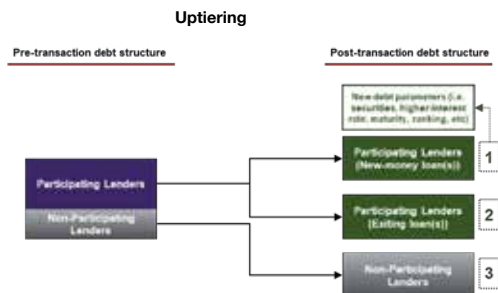 Uptiering
Pre-transaction debt structure
Post-transaction debt structure
New debt parameters (i.e.
securities, higher interest
rate, maturity, ranking, etc)
Participating Lenders
(New-money loan(s))
1
Participating Lenders
Non-Participating
Lenders
Participating Lenders
(Exiting loan(s))
2
Non-Participating
Lenders
3